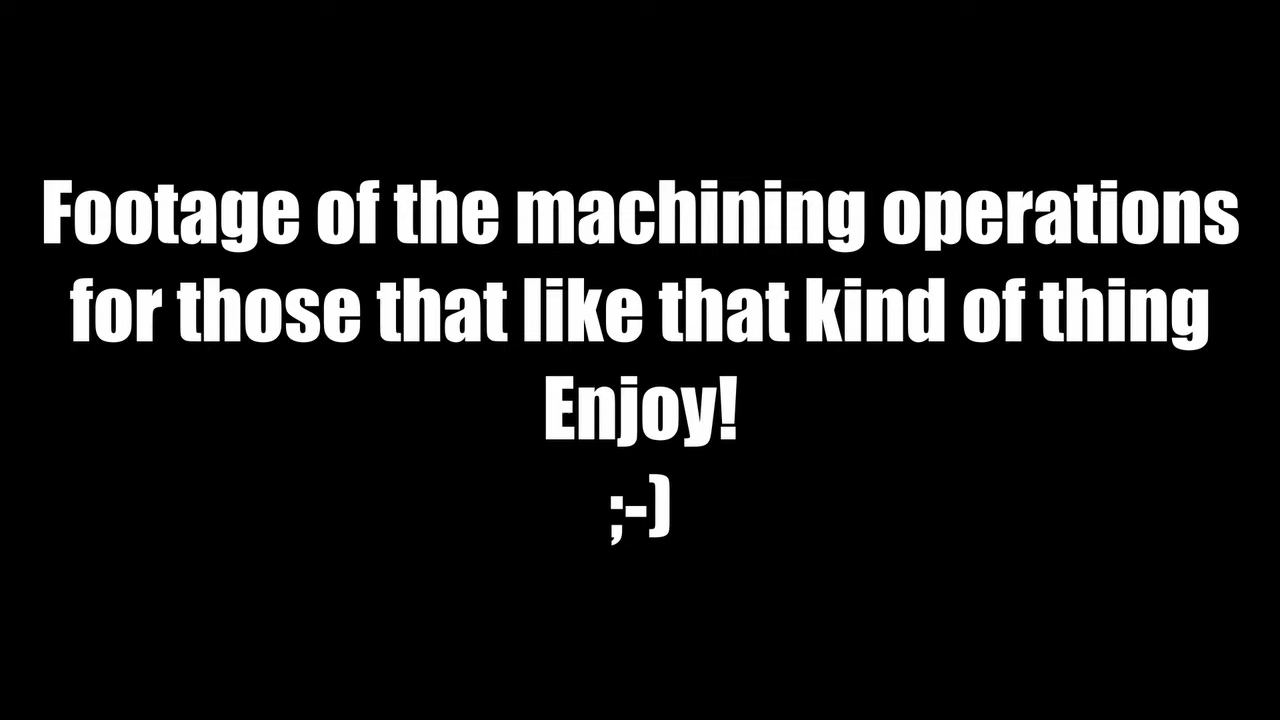 Footage of the machining operations
for those that like that kind of thing
Enjoy!
;-)